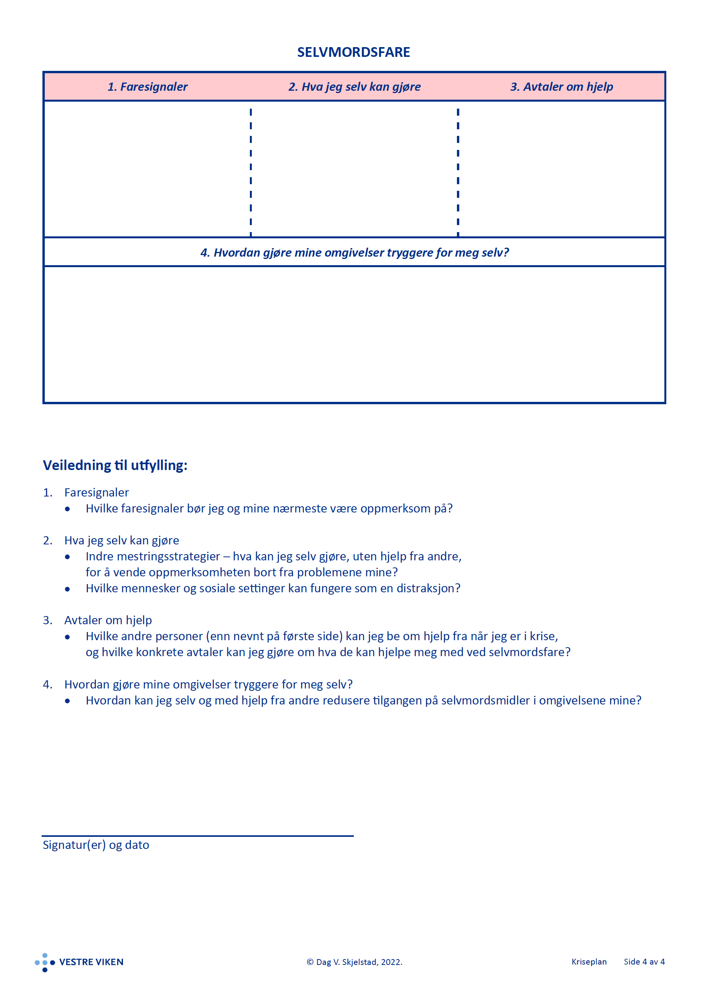 SELVMORDSFARE
1. Faresignaler
2. Hva jeg selv kan gjøre
3. Avtaler om hjelp
4. Hvordan gjøre mine omgivelser tryggere for meg selv?
Veiledning til utfylling:
1. Faresignaler
• Hvilke faresignaler bør jeg og mine nærmeste være oppmerksom på?
2. Hva jeg selv kan gjøre
• Indre mestringsstrategier – hva kan jeg selv gjøre, uten hjelp fra andre,
for å vende oppmerksomheten bort fra problemene mine?
• Hvilke mennesker og sosiale settinger kan fungere som en distraksjon?
3. Avtaler om hjelp
• Hvilke andre personer (enn nevnt på første side) kan jeg be om hjelp fra når jeg er i krise,
og hvilke konkrete avtaler kan jeg gjøre om hva de kan hjelpe meg med ved selvmordsfare?
4. Hvordan gjøre mine omgivelser tryggere for meg selv?
• Hvordan kan jeg selv og med hjelp fra andre redusere tilgangen på selvmordsmidler i omgivelsene mine?
Signatur(er) og dato
VESTRE VIKEN
© Dag V. Skjelstad, 2022.
Kriseplan Side 4 av 4